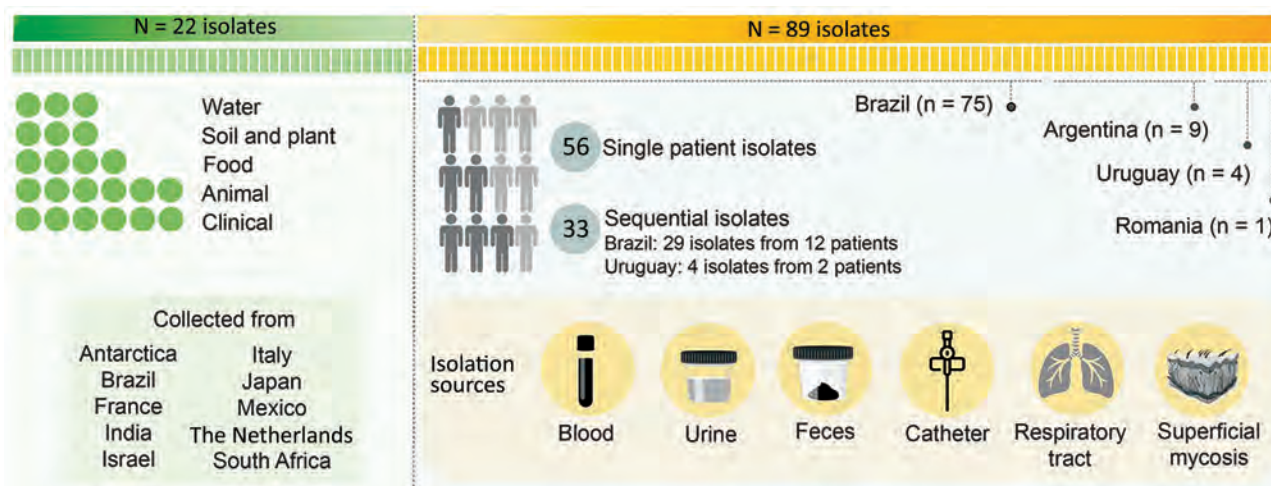 N = 22 isolates
N = 89 isolates
Water
Soil and plant
Food
Animal
Clinical
Collected from
Antarctica
Brazil
France
India
Israel
Italy
Japan
Mexico
The Netherlands
South Africa
Brazil (n = 75)
Argentina (n = 9)
Uruguay (n = 4)
Romania (n = 1)
56 Single patient isolates
33 Sequential isolates
Brazil: 29 isolates from 12 patients
Uruguay: 4 isolates from 2 patients
Isolation
sources
Blood
Urine
Feces
Catheter
Respiratory
tract
Superficial
mycosis